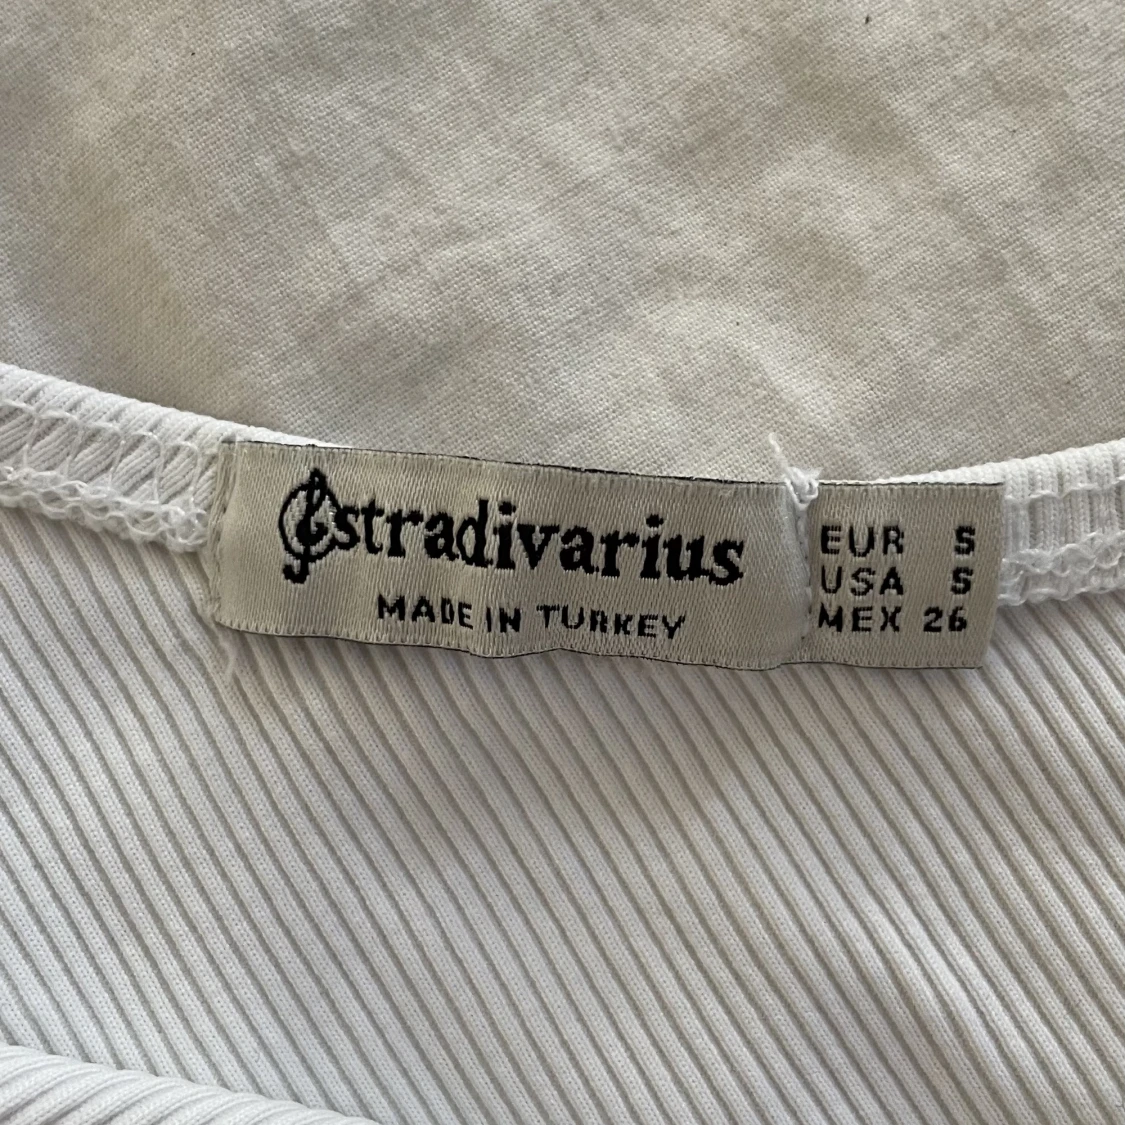 stradivarius
MADE IN TURKEY
EUR S
USA S
MEX 26